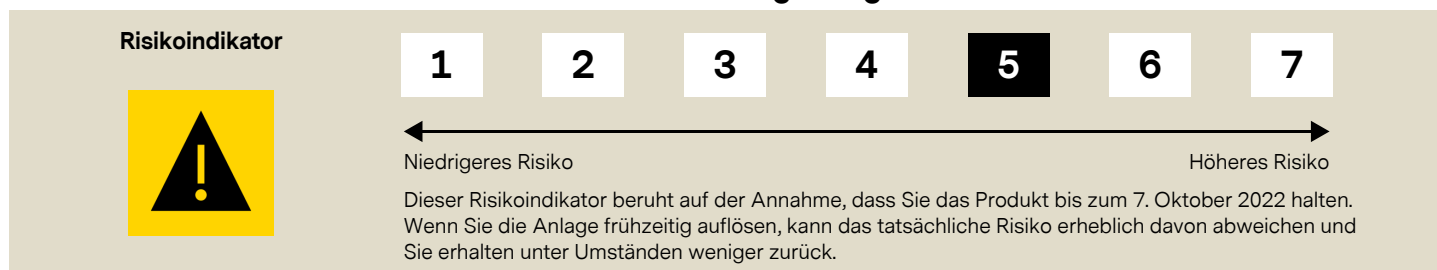 Risikoindikator
1 2 3 4 5 6 7
Niedrigeres Risiko
Höheres Risiko
Dieser Risikoindikator beruht auf der Annahme, dass Sie das Produkt bis zum 7. Oktober 2022 halten.
Wenn Sie die Anlage frühzeitig auflösen, kann das tatsächliche Risiko erheblich davon abweichen und
Sie erhalten unter Umständen weniger zurück.